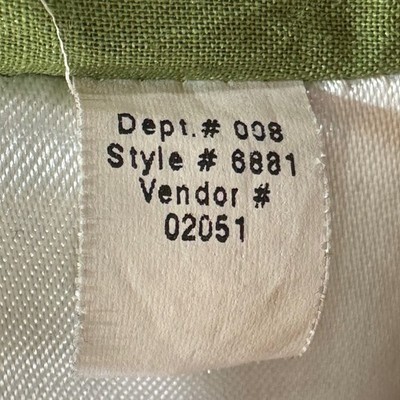 Dept.# 008
Style # 6881
Vendor #
02051